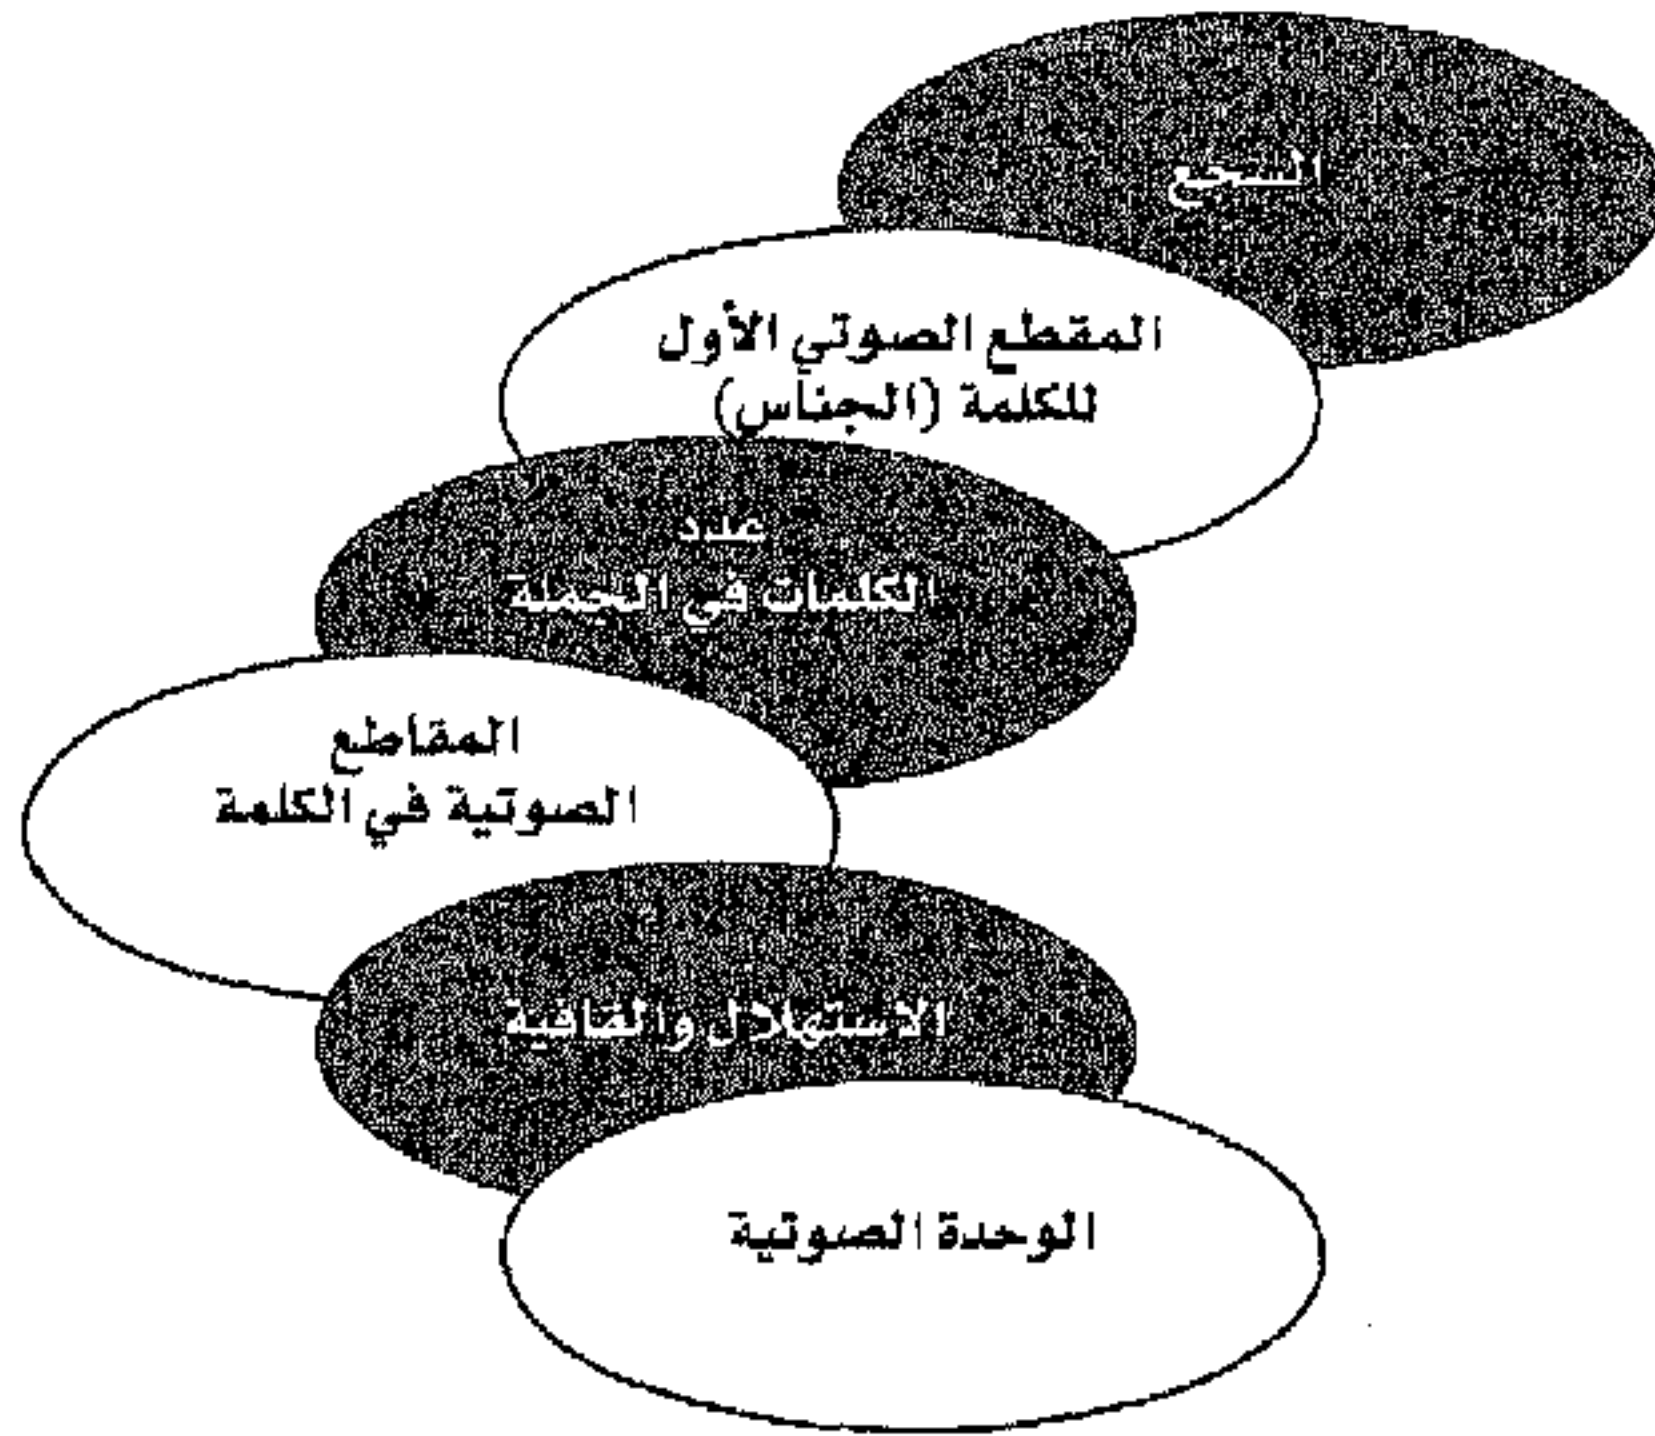 السجع
المقطع الصوتي الأول
للكلمة (الجناس)
عدد
الكلمات في الجملة
المقاطع
الصوتية في الكلمة
الاستهلال والقافية
الوحدة الصوتية